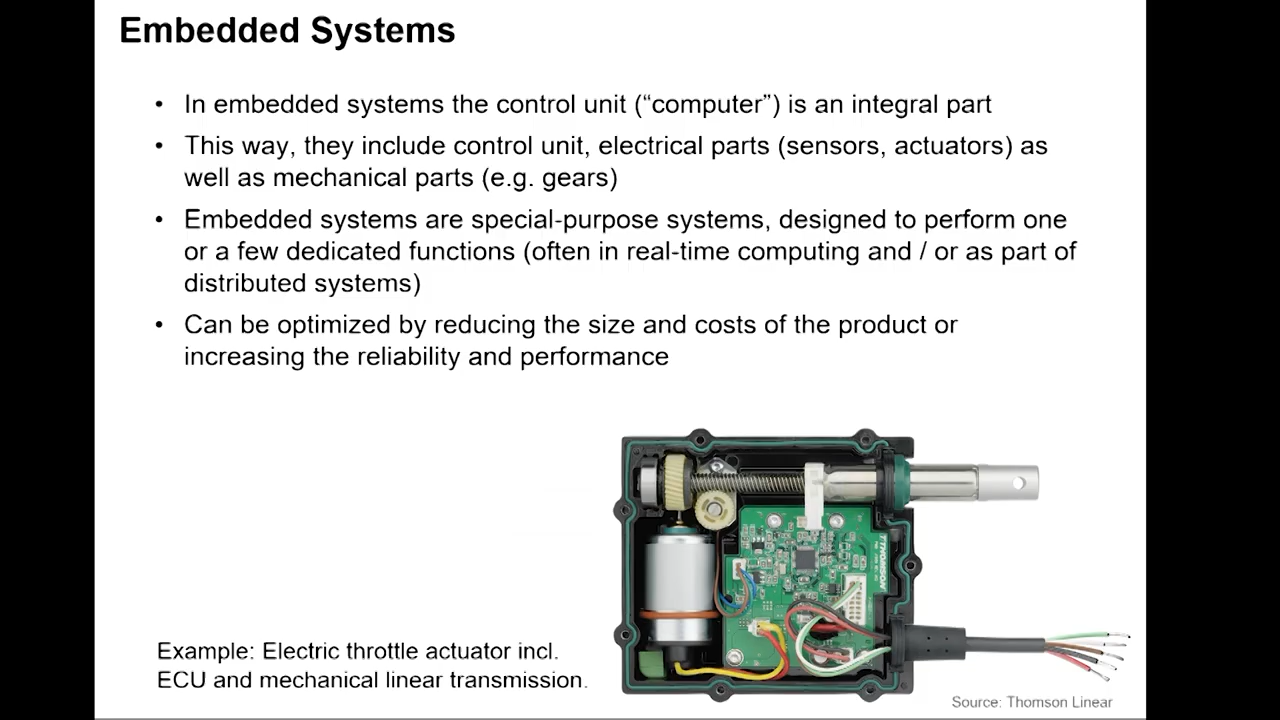 Embedded Systems
• In embedded systems the control unit (“computer”) is an integral part
• This way, they include control unit, electrical parts (sensors, actuators) as
well as mechanical parts (e.g. gears)
• Embedded systems are special-purpose systems, designed to perform one
or a few dedicated functions (often in real-time computing and / or as part of
distributed systems)
• Can be optimized by reducing the size and costs of the product or
increasing the reliability and performance
THOMSON
Example: Electric throttle actuator incl.
ECU and mechanical linear transmission.
Source: Thomson Linear